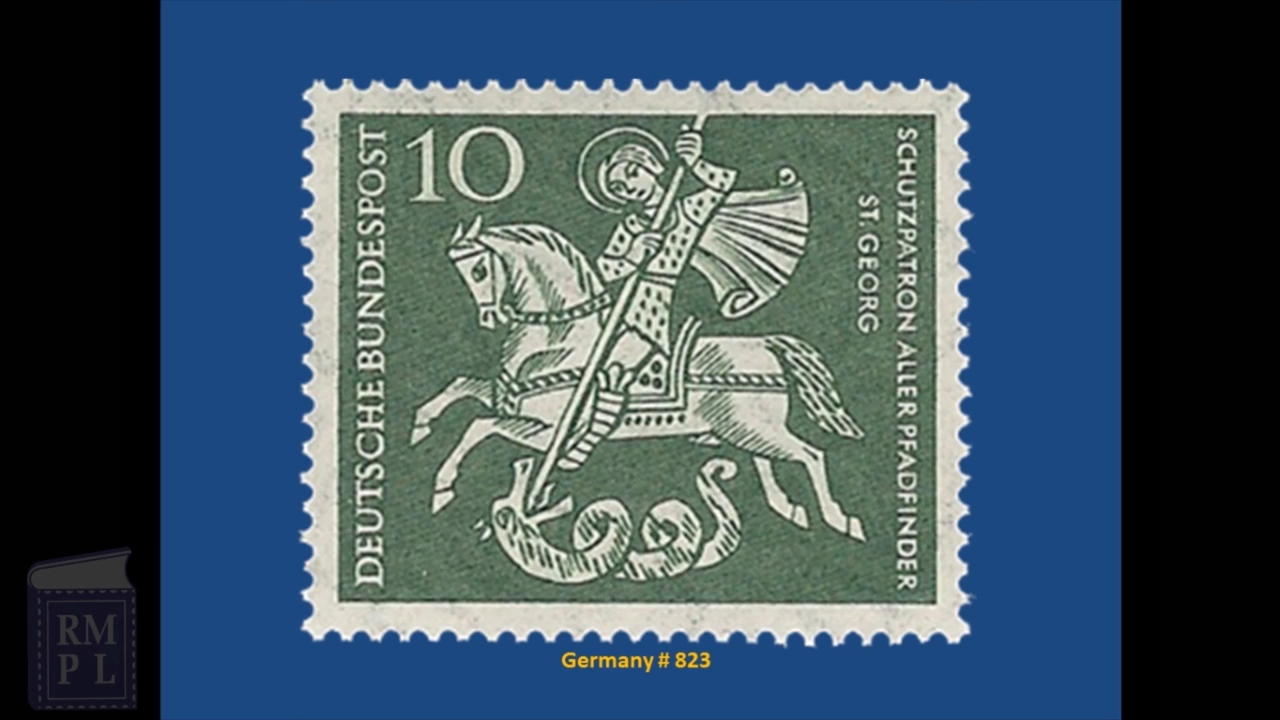 DEUTSCHE BUNDESPOST
10
SCHUTZPATRON ALLER PFADFINDER
ST. GEORG
Germany # 823
RM
PL